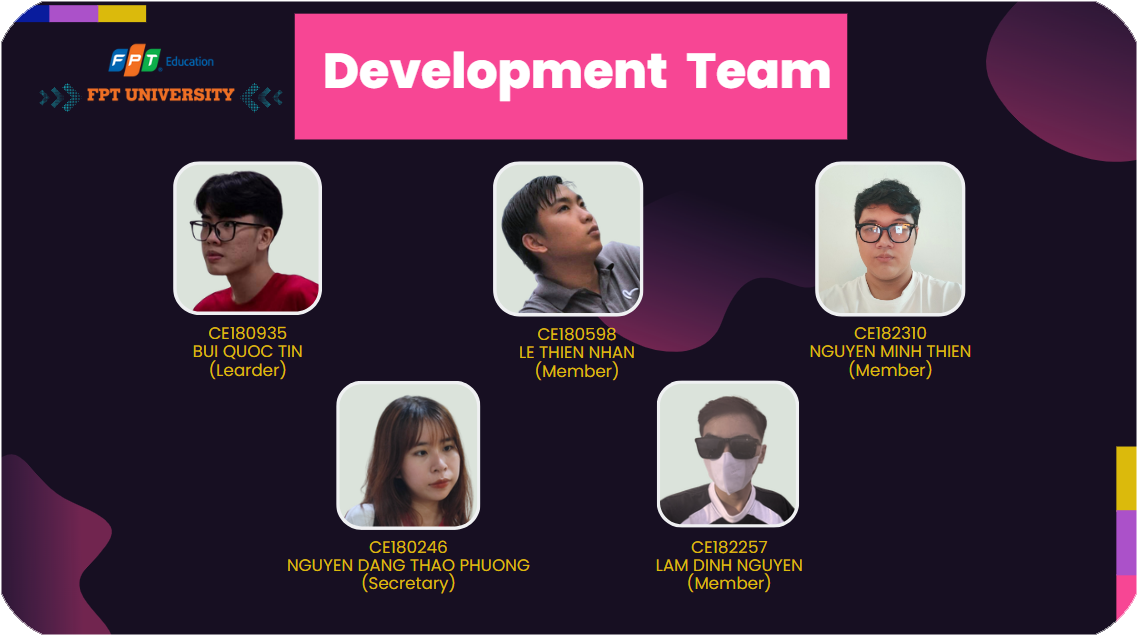 Development Team
FPT Education
FPT UNIVERSITY
CE180935
BUI QUOC TIN
(Learder)
CE180598
LE THIEN NHAN
(Member)
CE182310
NGUYEN MINH THIEN
(Member)
CE180246
NGUYEN DANG THAO PHUONG
(Secretary)
CE182257
LAM DINH NGUYEN
(Member)